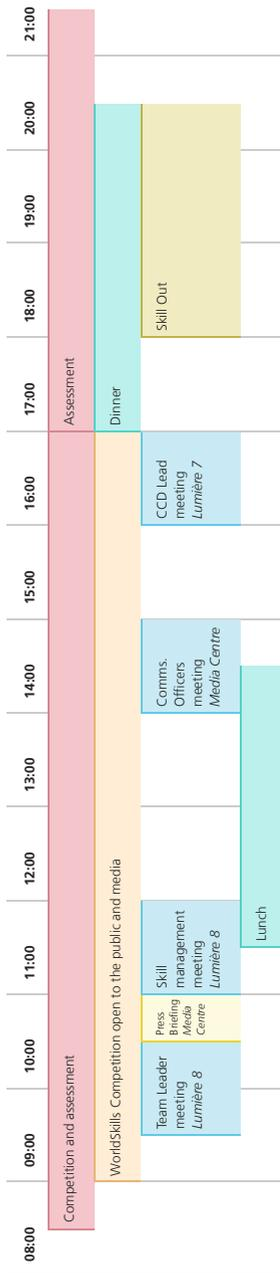 08:00 09:00 10:00 11:00 12:00 13:00 14:00 15:00 16:00 17:00 18:00 19:00 20:00 21:00
Competition and assessment
Assessment
WorldSkills Competition open to the public and media
Dinner
Team Leader
meeting
Lumière 8
Press
Briefing
Media
Centre
Skill
management
meeting
Lumière 8
Comms.
Officers
meeting
Media Centre
CCD Lead
meeting
Lumière 7
Skill Out
Lunch